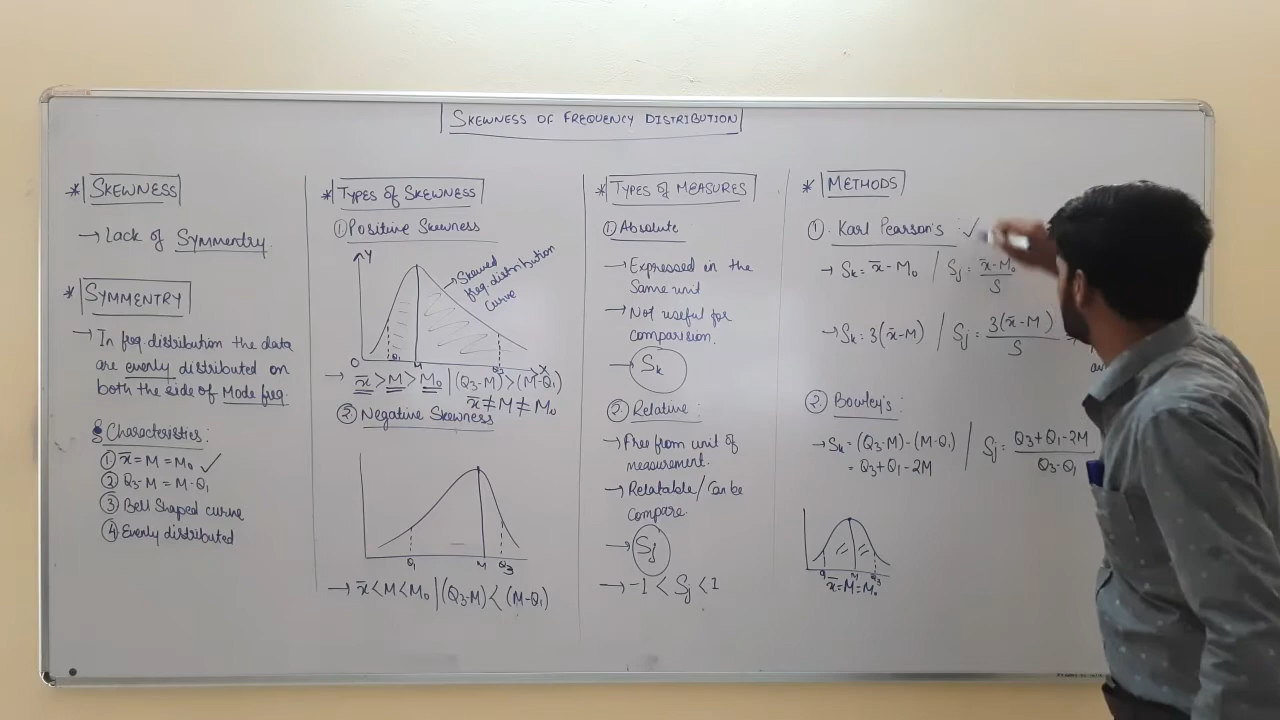 SKEWNESS OF FREQUENCY DISTRIBUTION
* SKEWNESS
→ Lack of Symmentry.
* SYMMENTRY
→ In freq. distribution the data
are evenly distributed on
both the side of Mode freq.
Characteristics:
① x̄ = M = M₀ ✓
② Q₃-M = M-Q₁
③ Bell Shaped curve
④ Evenly distributed
* TYPES OF SKEWNESS
① Positive Skewness
Y
→ Skewed
freq. distribution
curve
O Q₁ X
→ x̄ > M > M₀ | (Q₃-M) > (M-Q₁)
x̄ ≠ M ≠ M₀
② Negative Skewness
Q₁ M Q₃
→ x̄ < M < M₀ | (Q₃-M) < (M-Q₁)
* TYPES OF MEASURES
① Absolute
→ Expressed in the
Same unit
→ Not useful for
comparision.
→ Sk
② Relative:
→ Free from unit of
measurement.
→ Relatable/Can be
compare.
→ Sj
→ -1 < Sj < 1
* METHODS
①. Karl Pearson's : ✓
→ Sk = x̄ - M₀ / Sj = x̄-M₀
S
→ Sk = 3(x̄-M) / Sj = 3(x̄-M) →
S
②. Bowley's:
→ Sk = (Q₃-M)-(M-Q₁) / Sj = Q₃+Q₁-2M
= Q₃+Q₁-2M Q₃-Q₁
M Q₃
x̄=M=M₀